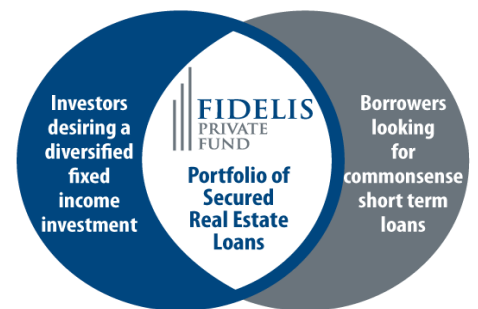 Investors
desiring a
diversified
fixed
income
investment
FIDELIS
PRIVATE
FUND
Portfolio of
Secured
Real Estate
Loans
Borrowers
looking
for
commonsense
short term
loans